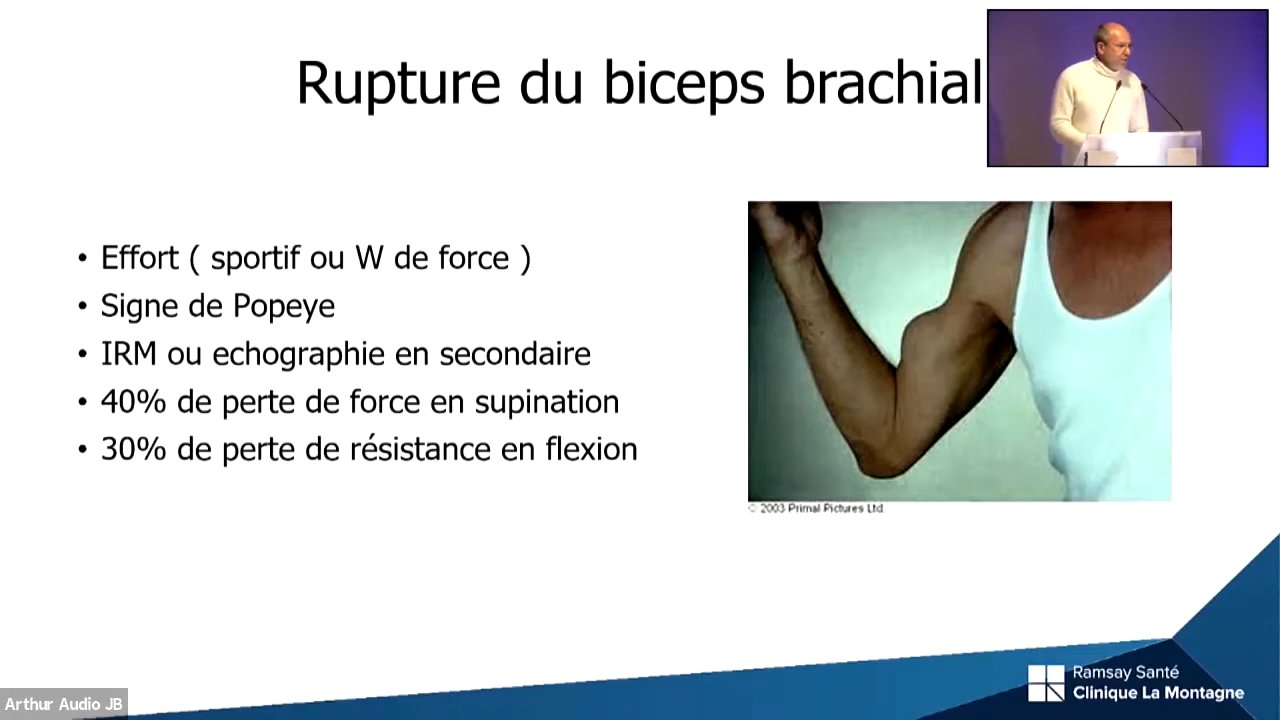 Rupture du biceps brachial
• Effort ( sportif ou W de force )
• Signe de Popeye
• IRM ou echographie en secondaire
• 40% de perte de force en supination
• 30% de perte de résistance en flexion
© 2003 Primal Pictures Ltd.
Ramsay Santé
Clinique La Montagne
Arthur Audio JB